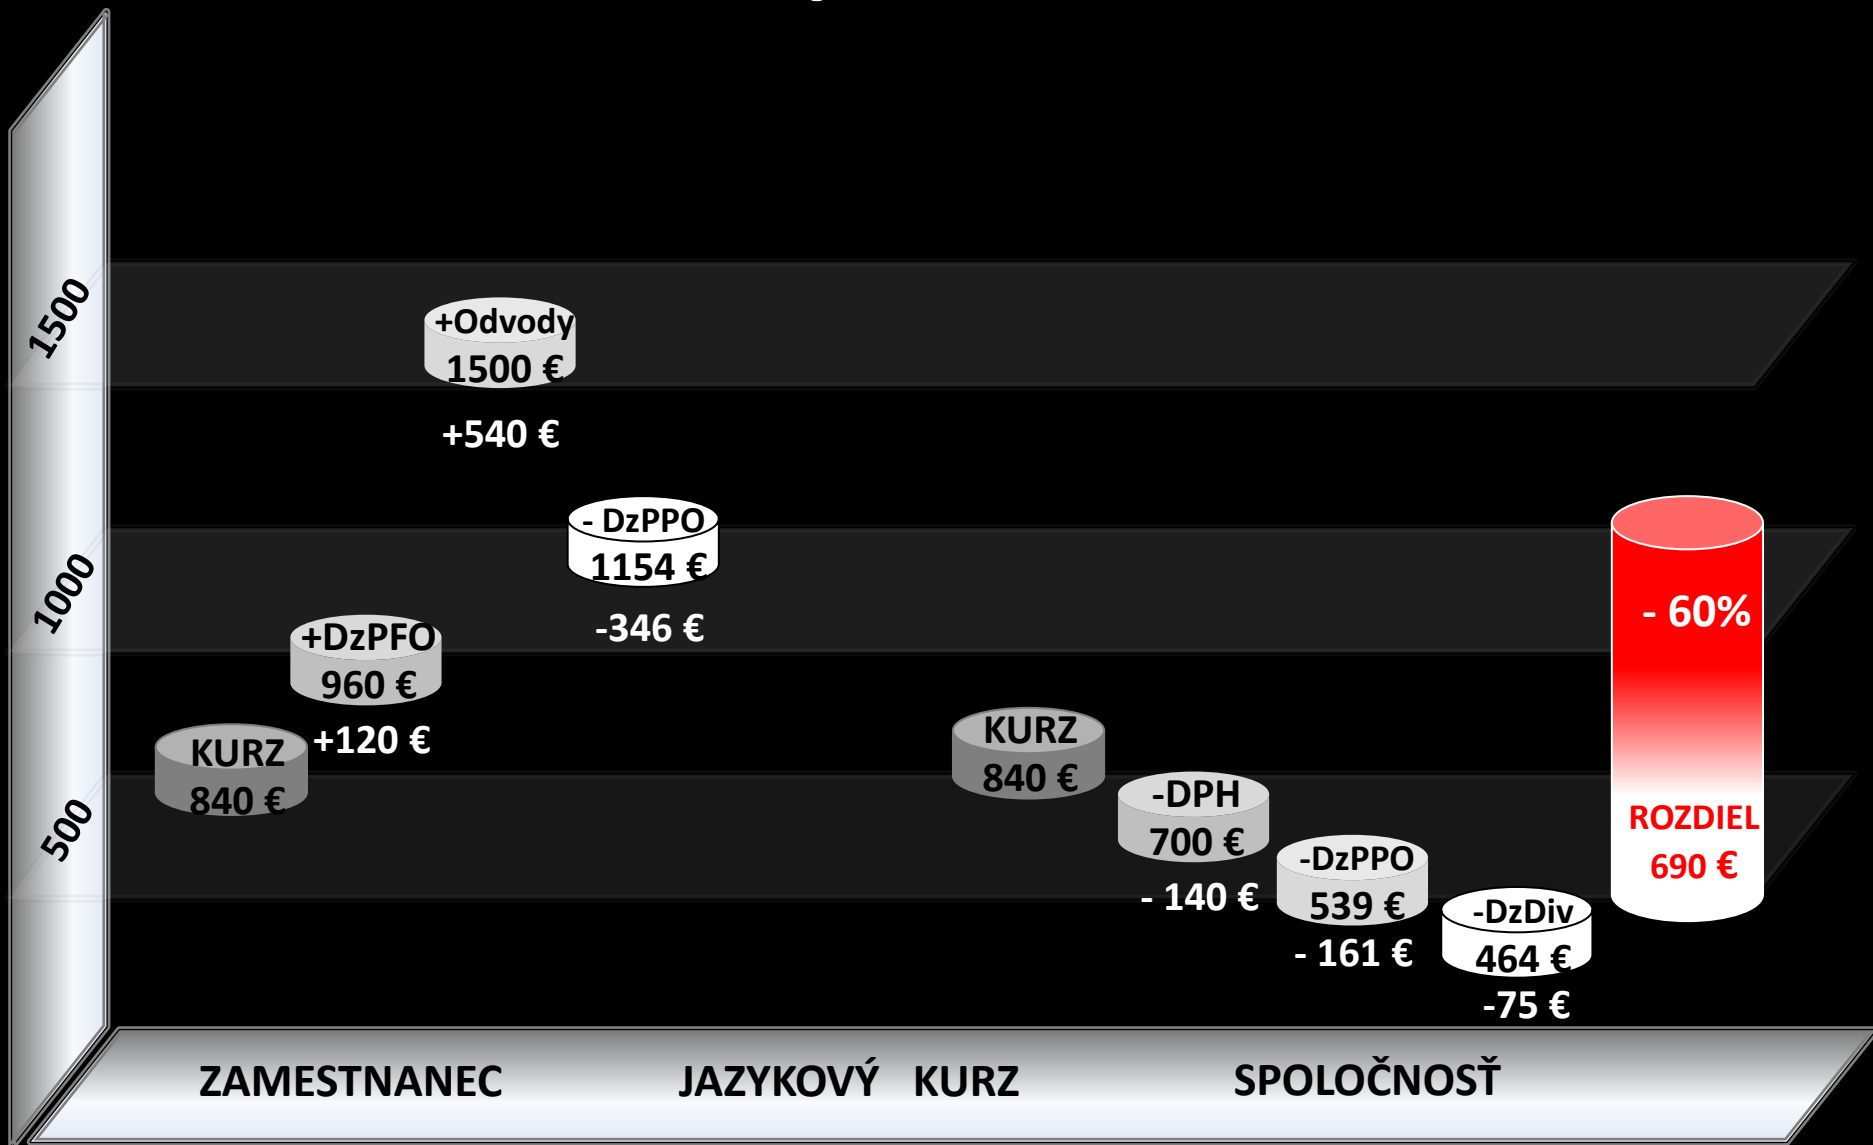 1500
1000
500
+Odvody
1500 €
+540 €
- DzPPO
1154 €
-346 €
+DzPFO
960 €
+120 €
KURZ
840 €
KURZ
840 €
-DPH
700 €
- 140 €
-DzPPO
539 €
- 161 €
-DzDiv
464 €
-75 €
- 60%
ROZDIEL
690 €
ZAMESTNANEC JAZYKOVÝ KURZ SPOLOČNOSŤ